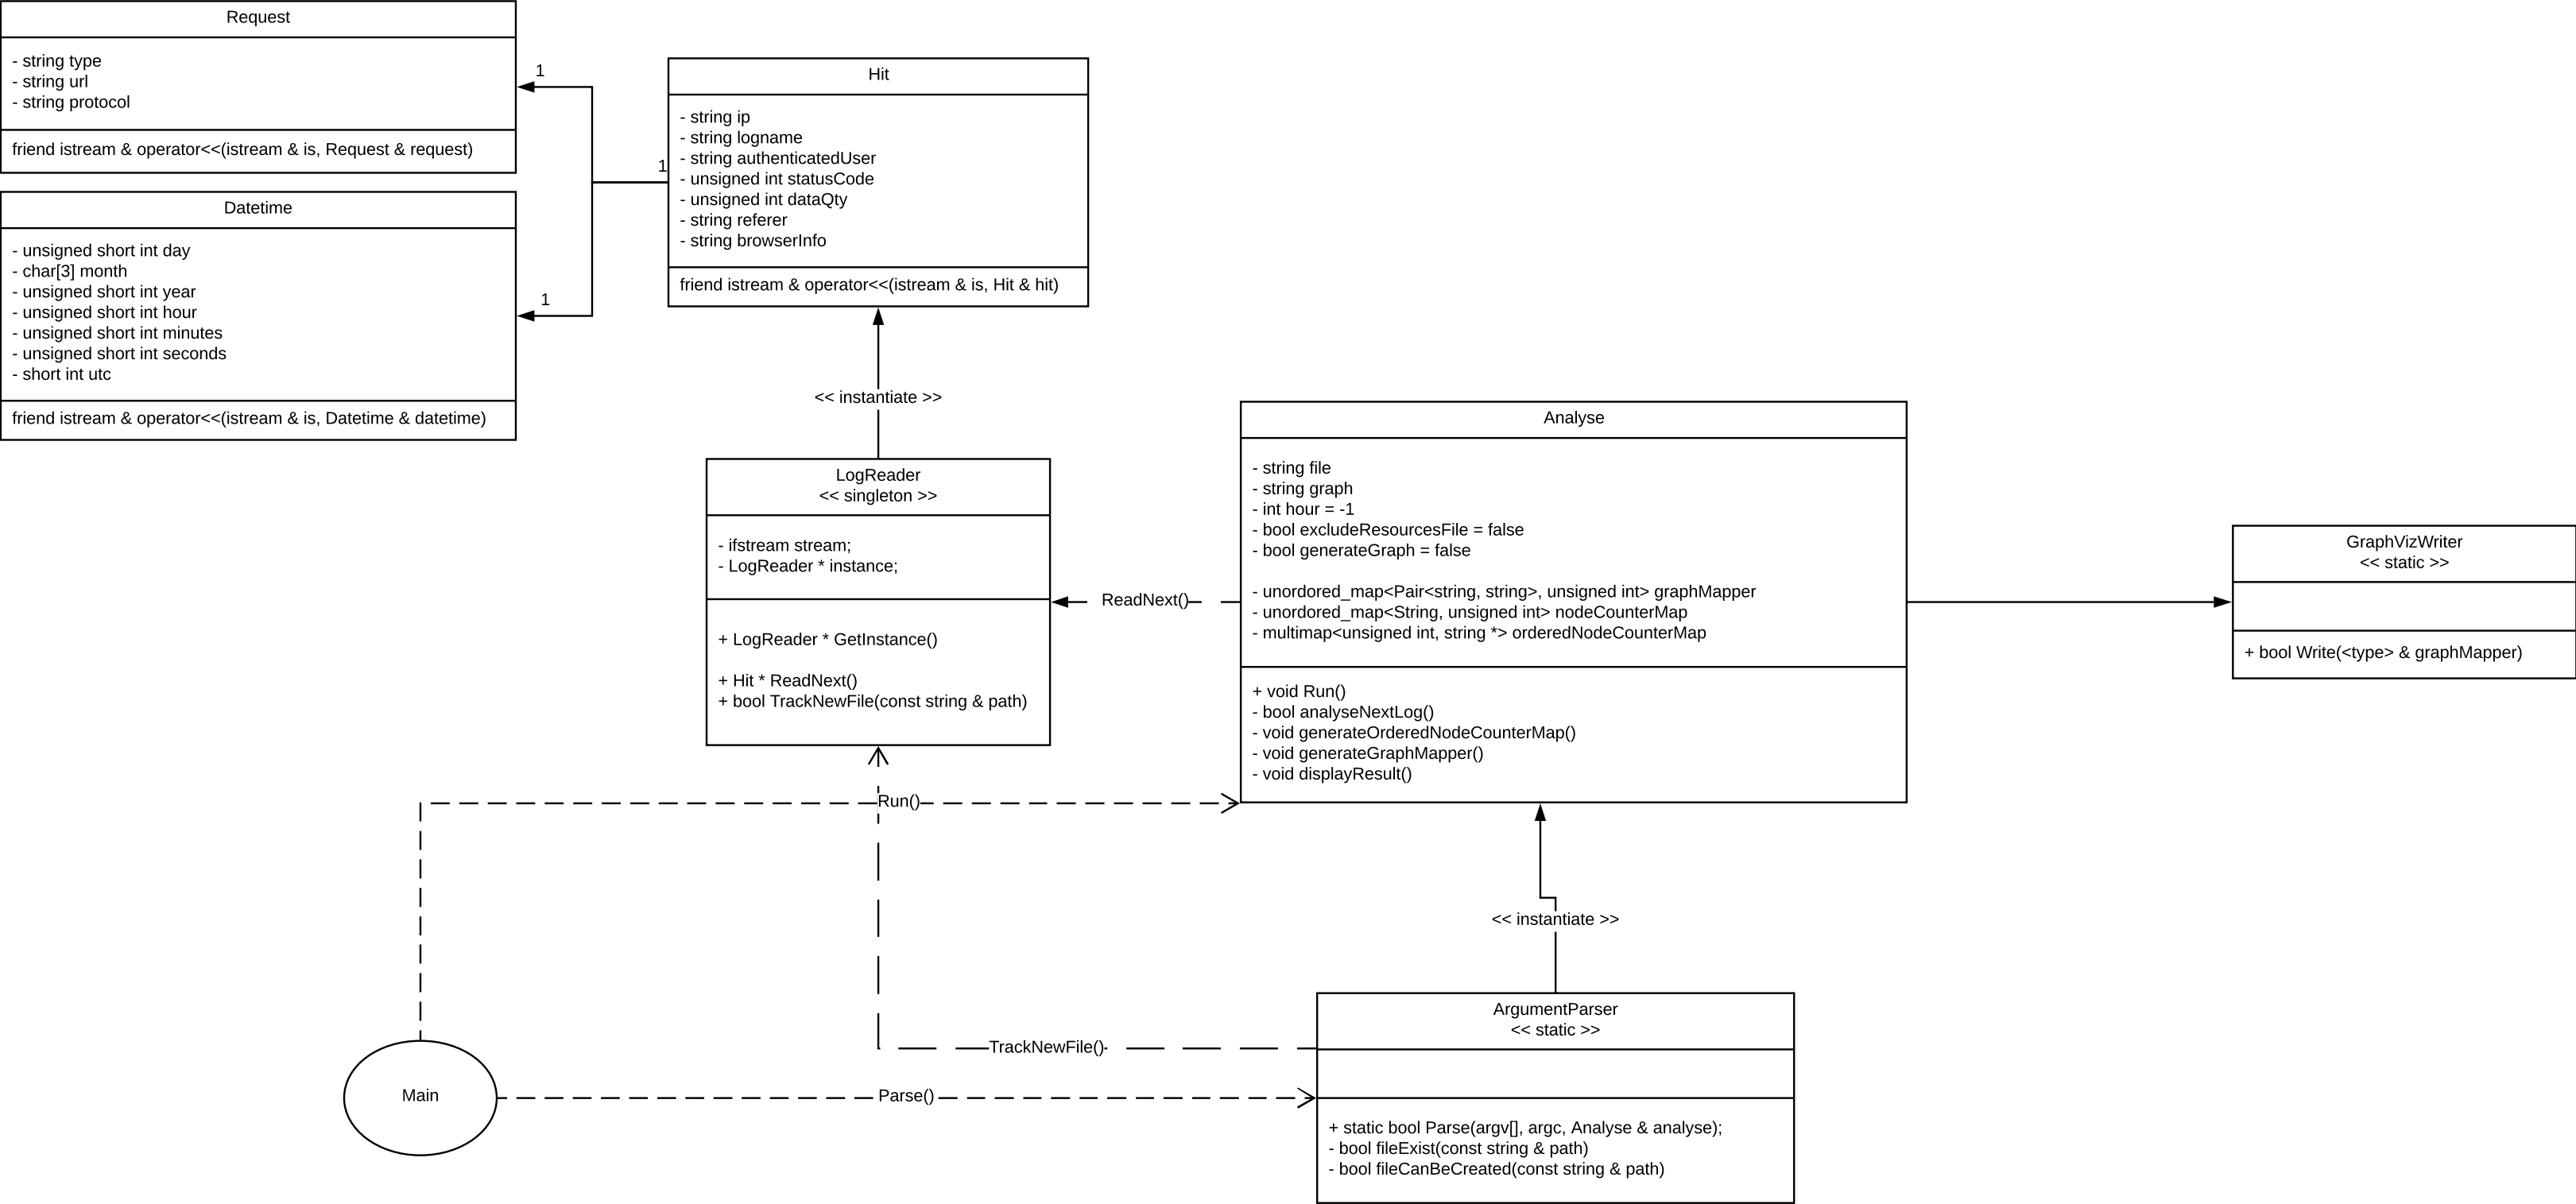 Request
- string type
- string url
- string protocol
friend istream & operator<<(istream & is, Request & request)
Datetime
- unsigned short int day
- char[3] month
- unsigned short int year
- unsigned short int hour
- unsigned short int minutes
- unsigned short int seconds
- short int utc
friend istream & operator<<(istream & is, Datetime & datetime)
1
1
1
Hit
- string ip
- string logname
- string authenticatedUser
- unsigned int statusCode
- unsigned int dataQty
- string referer
- string browserInfo
friend istream & operator<<(istream & is, Hit & hit)
<< instantiate >>
LogReader
<< singleton >>
- ifstream stream;
- LogReader * instance;
+ LogReader * GetInstance()
+ Hit * ReadNext()
+ bool TrackNewFile(const string & path)
ReadNext()
Analyse
- string file
- string graph
- int hour = -1
- bool excludeResourcesFile = false
- bool generateGraph = false
- unordored_map<Pair<string, string>, unsigned int> graphMapper
- unordored_map<String, unsigned int> nodeCounterMap
- multimap<unsigned int, string *> orderedNodeCounterMap
+ void Run()
- bool analyseNextLog()
- void generateOrderedNodeCounterMap()
- void generateGraphMapper()
- void displayResult()
GraphVizWriter
<< static >>
+ bool Write(<type> & graphMapper)
Run()
<< instantiate >>
TrackNewFile()
Main
Parse()
ArgumentParser
<< static >>
+ static bool Parse(argv[], argc, Analyse & analyse);
- bool fileExist(const string & path)
- bool fileCanBeCreated(const string & path)